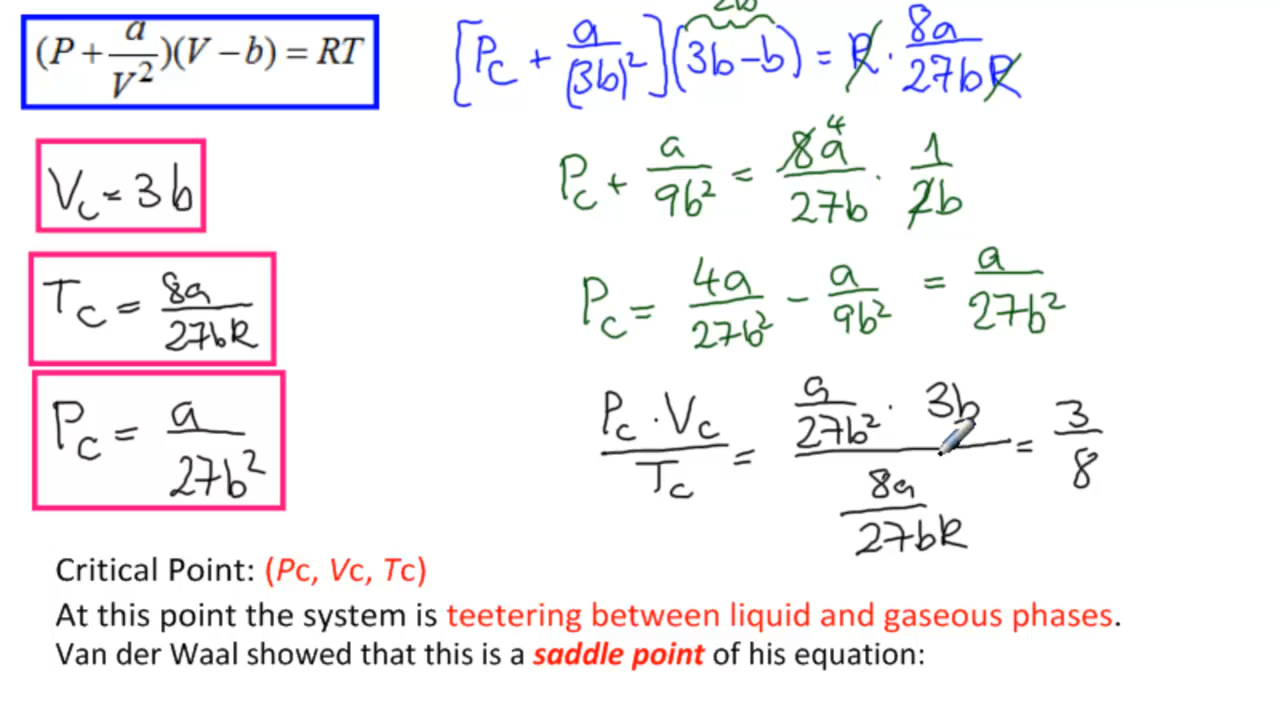 (P + a/V²)(V − b) = RT
[Pc + a/(3b)²](3b − b) = R · 8a/27bR
2b
Vc = 3b
Pc + a/9b² = 8a/27b · 1/2b
4
Tc = 8a/27bR
Pc = 4a/27b² − a/9b² = a/27b²
Pc = a/27b²
Pc · Vc / Tc = (a/27b² · 3b) / (8a/27bR) = 3/8
Critical Point: (Pc, Vc, Tc)
At this point the system is teetering between liquid and gaseous phases.
Van der Waal showed that this is a saddle point of his equation: